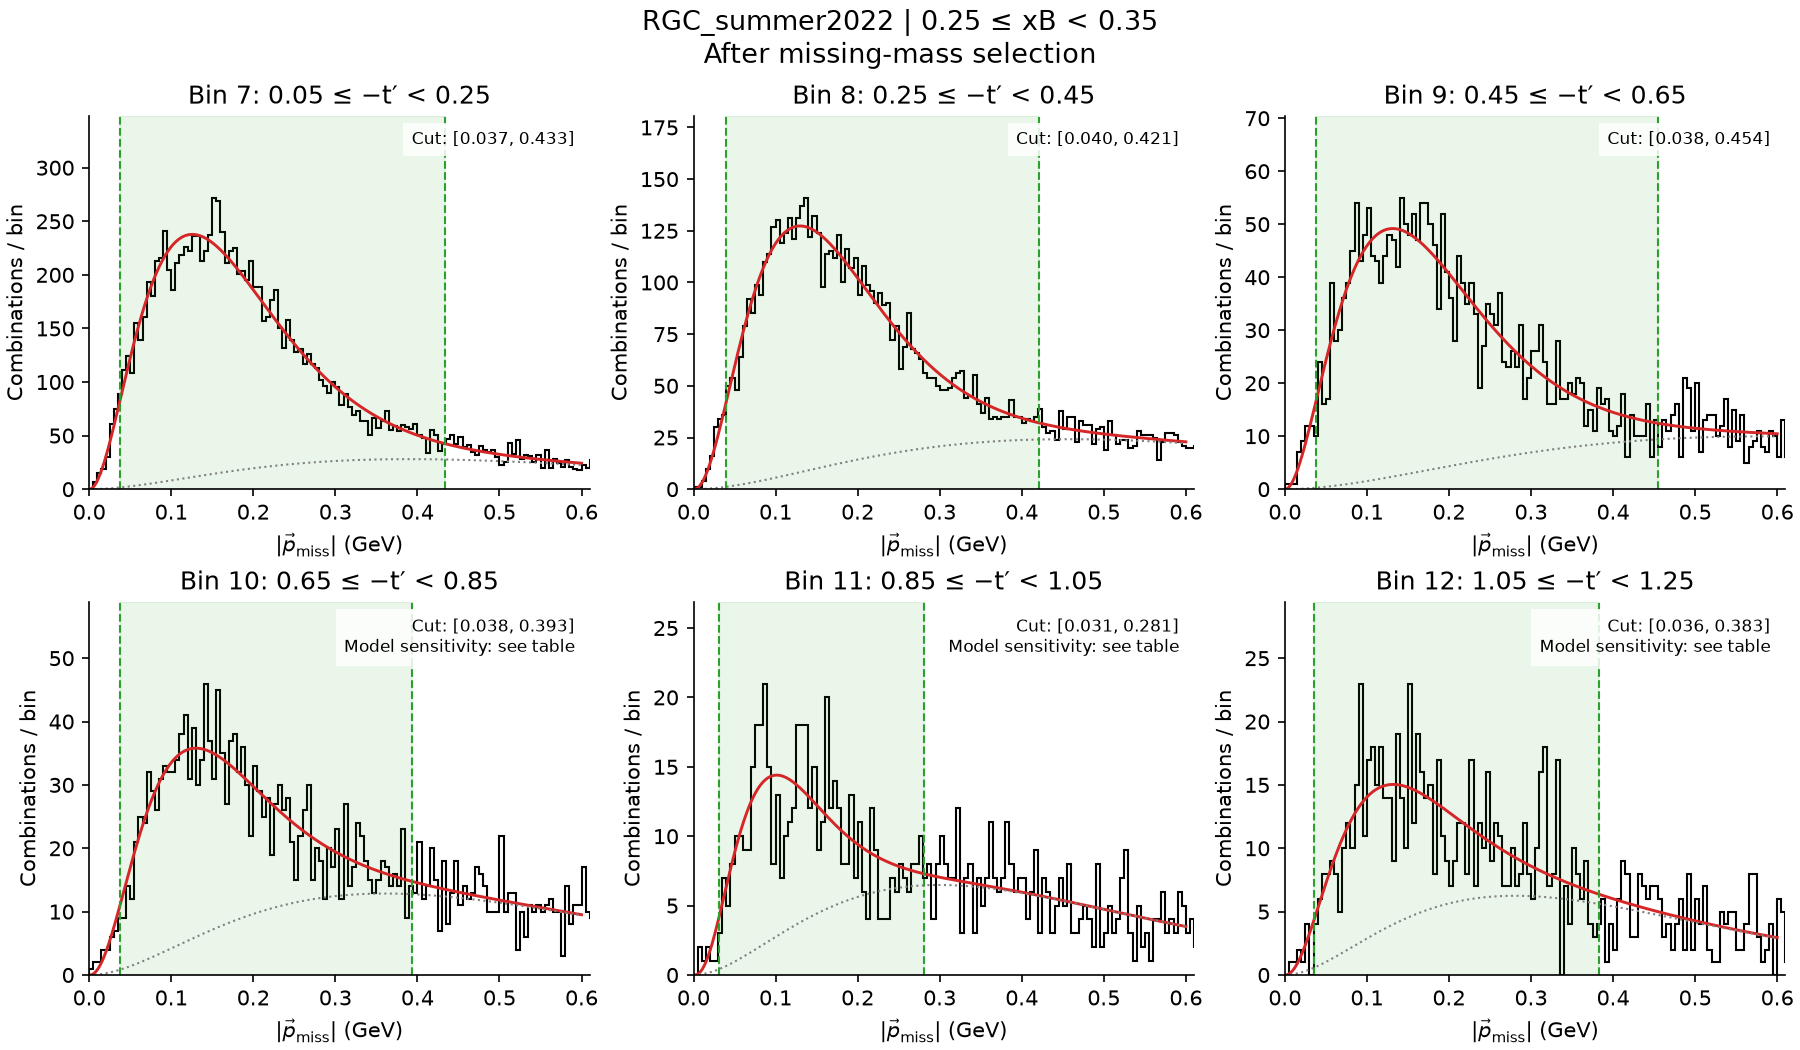 RGC_summer2022 | 0.25 ≤ xB < 0.35
After missing-mass selection
Bin 7: 0.05 ≤ −t′ < 0.25
Cut: [0.037, 0.433]
Combinations / bin
0
50
100
150
200
250
300
0.0 0.1 0.2 0.3 0.4 0.5 0.6
|p⃗miss| (GeV)
Bin 8: 0.25 ≤ −t′ < 0.45
Cut: [0.040, 0.421]
Combinations / bin
0
25
50
75
100
125
150
175
0.0 0.1 0.2 0.3 0.4 0.5 0.6
|p⃗miss| (GeV)
Bin 9: 0.45 ≤ −t′ < 0.65
Cut: [0.038, 0.454]
Combinations / bin
0
10
20
30
40
50
60
70
0.0 0.1 0.2 0.3 0.4 0.5 0.6
|p⃗miss| (GeV)
Bin 10: 0.65 ≤ −t′ < 0.85
Cut: [0.038, 0.393]
Model sensitivity: see table
Combinations / bin
0
10
20
30
40
50
0.0 0.1 0.2 0.3 0.4 0.5 0.6
|p⃗miss| (GeV)
Bin 11: 0.85 ≤ −t′ < 1.05
Cut: [0.031, 0.281]
Model sensitivity: see table
Combinations / bin
0
5
10
15
20
25
0.0 0.1 0.2 0.3 0.4 0.5 0.6
|p⃗miss| (GeV)
Bin 12: 1.05 ≤ −t′ < 1.25
Cut: [0.036, 0.383]
Model sensitivity: see table
Combinations / bin
0
5
10
15
20
25
0.0 0.1 0.2 0.3 0.4 0.5 0.6
|p⃗miss| (GeV)